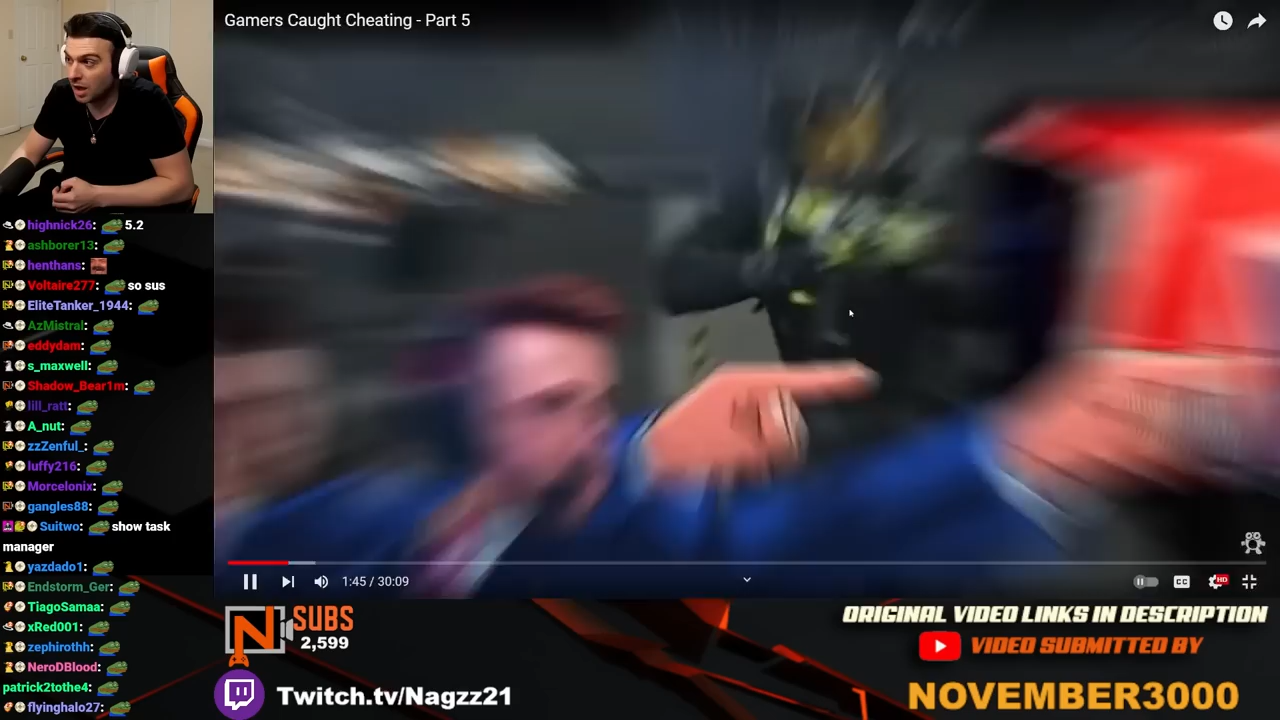 Gamers Caught Cheating - Part 5
highnick26: 5.2
ashborer13:
henthans:
Voltaire277: so sus
EliteTanker_1944:
AzMistral:
eddydam:
s_maxwell:
Shadow_Bear1m:
lill_ratt:
A_nut:
zzZenful_:
luffy216:
Morcelonix:
gangles88:
Suitwo: show task
manager
yazdado1:
Endstorm_Ger:
TiagoSamaa:
xRed001:
zephirothh:
NeroDBlood:
patrick2tothe4:
flyinghalo27:
1:45 / 30:09
CC
HD
N SUBS
2,599
Twitch.tv/Nagzz21
ORIGINAL VIDEO LINKS IN DESCRIPTION
VIDEO SUBMITTED BY
NOVEMBER3000